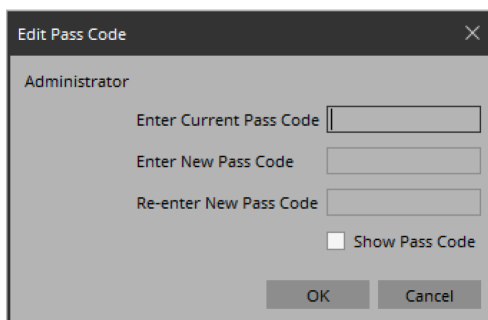 Edit Pass Code
Administrator
Enter Current Pass Code
Enter New Pass Code
Re-enter New Pass Code
Show Pass Code
OK Cancel